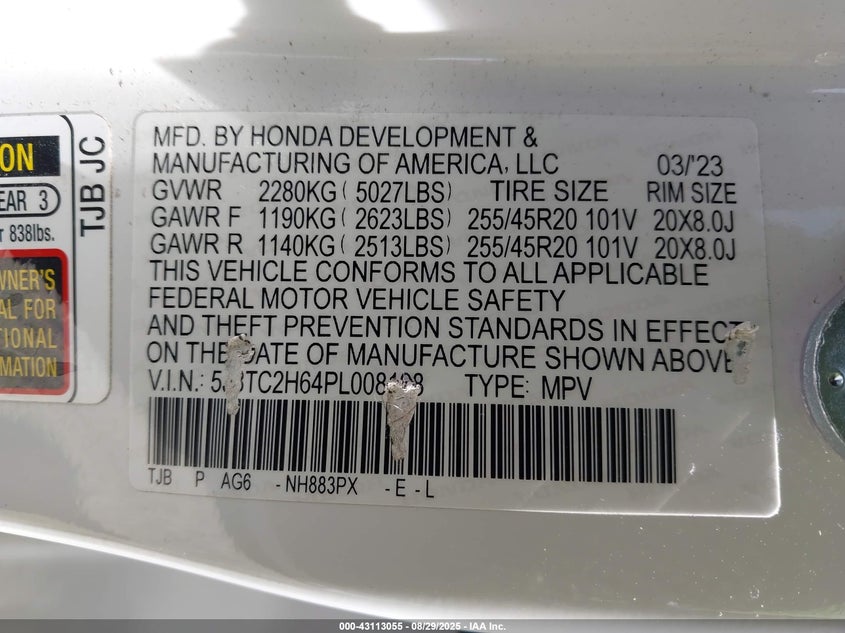 ON
EAR 3
838lbs.
WNER'S
AL FOR
TIONAL
MATION
TJB JC
MFD. BY HONDA DEVELOPMENT &
MANUFACTURING OF AMERICA, LLC 03/'23
GVWR 2280KG ( 5027LBS) TIRE SIZE RIM SIZE
GAWR F 1190KG ( 2623LBS) 255/45R20 101V 20X8.0J
GAWR R 1140KG ( 2513LBS) 255/45R20 101V 20X8.0J
THIS VEHICLE CONFORMS TO ALL APPLICABLE
FEDERAL MOTOR VEHICLE SAFETY
AND THEFT PREVENTION STANDARDS IN EFFECT
ON THE DATE OF MANUFACTURE SHOWN ABOVE
V.I.N.: TYPE: MPV
TJB P AG6 -NH883PX -E-L
000-43113055 - 08/29/2025 - IAA Inc.